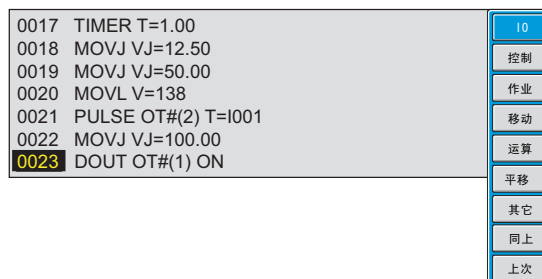 0017 TIMER T=1.00
0018 MOVJ VJ=12.50
0019 MOVJ VJ=50.00
0020 MOVL V=138
0021 PULSE OT#(2) T=I001
0022 MOVJ VJ=100.00
0023 DOUT OT#(1) ON
IO
控制
作业
移动
运算
平移
其它
同上
上次